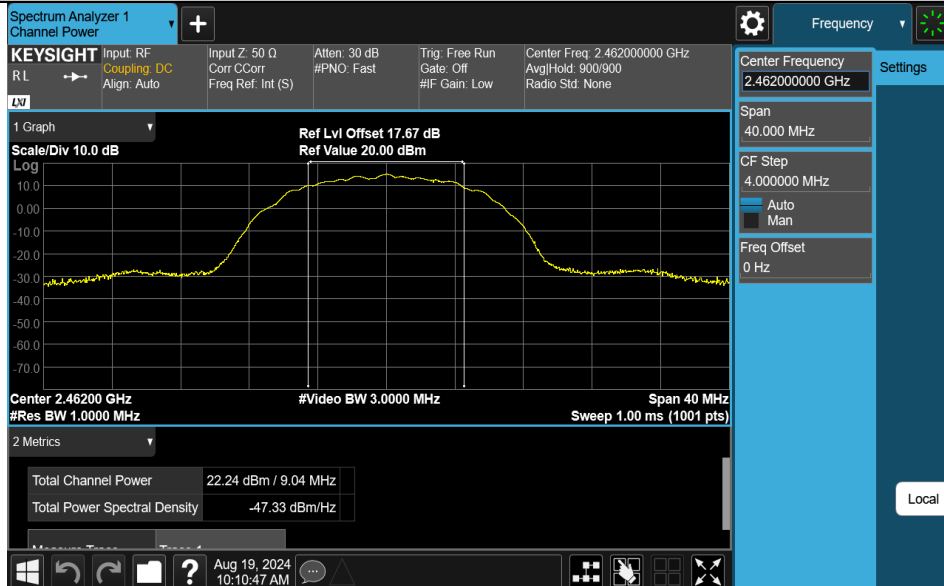 Spectrum Analyzer 1
Channel Power
+
Frequency
KEYSIGHT
RL
LXI
Input: RF
Coupling: DC
Align: Auto
Input Z: 50 Ω
Corr CCorr
Freq Ref: Int (S)
Atten: 30 dB
#PNO: Fast
Trig: Free Run
Gate: Off
#IF Gain: Low
Center Freq: 2.462000000 GHz
Avg|Hold: 900/900
Radio Std: None
Center Frequency
2.462000000 GHz
Settings
Span
40.000 MHz
CF Step
4.000000 MHz
Auto
Man
Freq Offset
0 Hz
Local
1 Graph
Scale/Div 10.0 dB
Ref Lvl Offset 17.67 dB
Ref Value 20.00 dBm
Log
10.0
0.00
-10.0
-20.0
-30.0
-40.0
-50.0
-60.0
-70.0
Center 2.46200 GHz
#Video BW 3.0000 MHz
Span 40 MHz
#Res BW 1.0000 MHz
Sweep 1.00 ms (1001 pts)
2 Metrics
Total Channel Power 22.24 dBm / 9.04 MHz
Total Power Spectral Density -47.33 dBm/Hz
Measure Trace Trace 1
?
Aug 19, 2024
10:10:47 AM